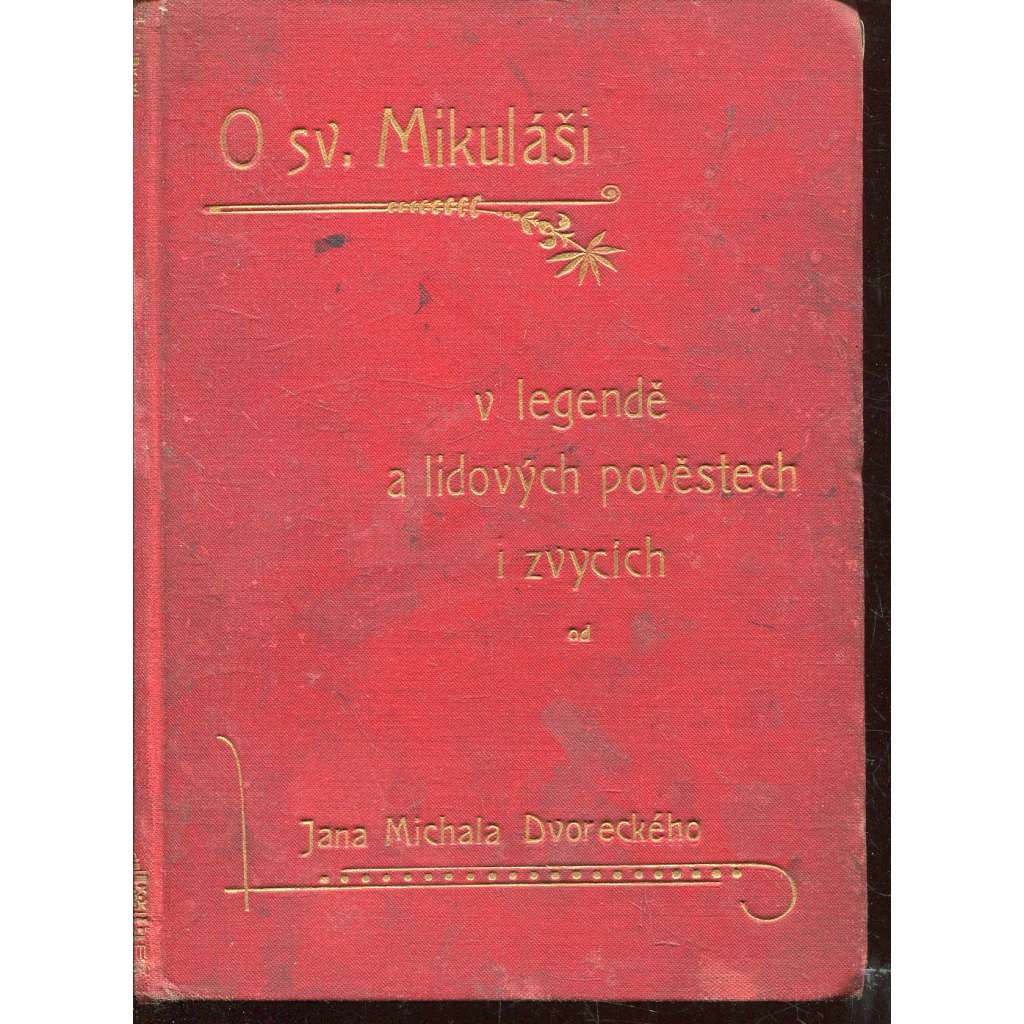 O sv. Mikuláši
v legendě
a lidových pověstech
i zvycích
od
Jana Michala Dvoreckého